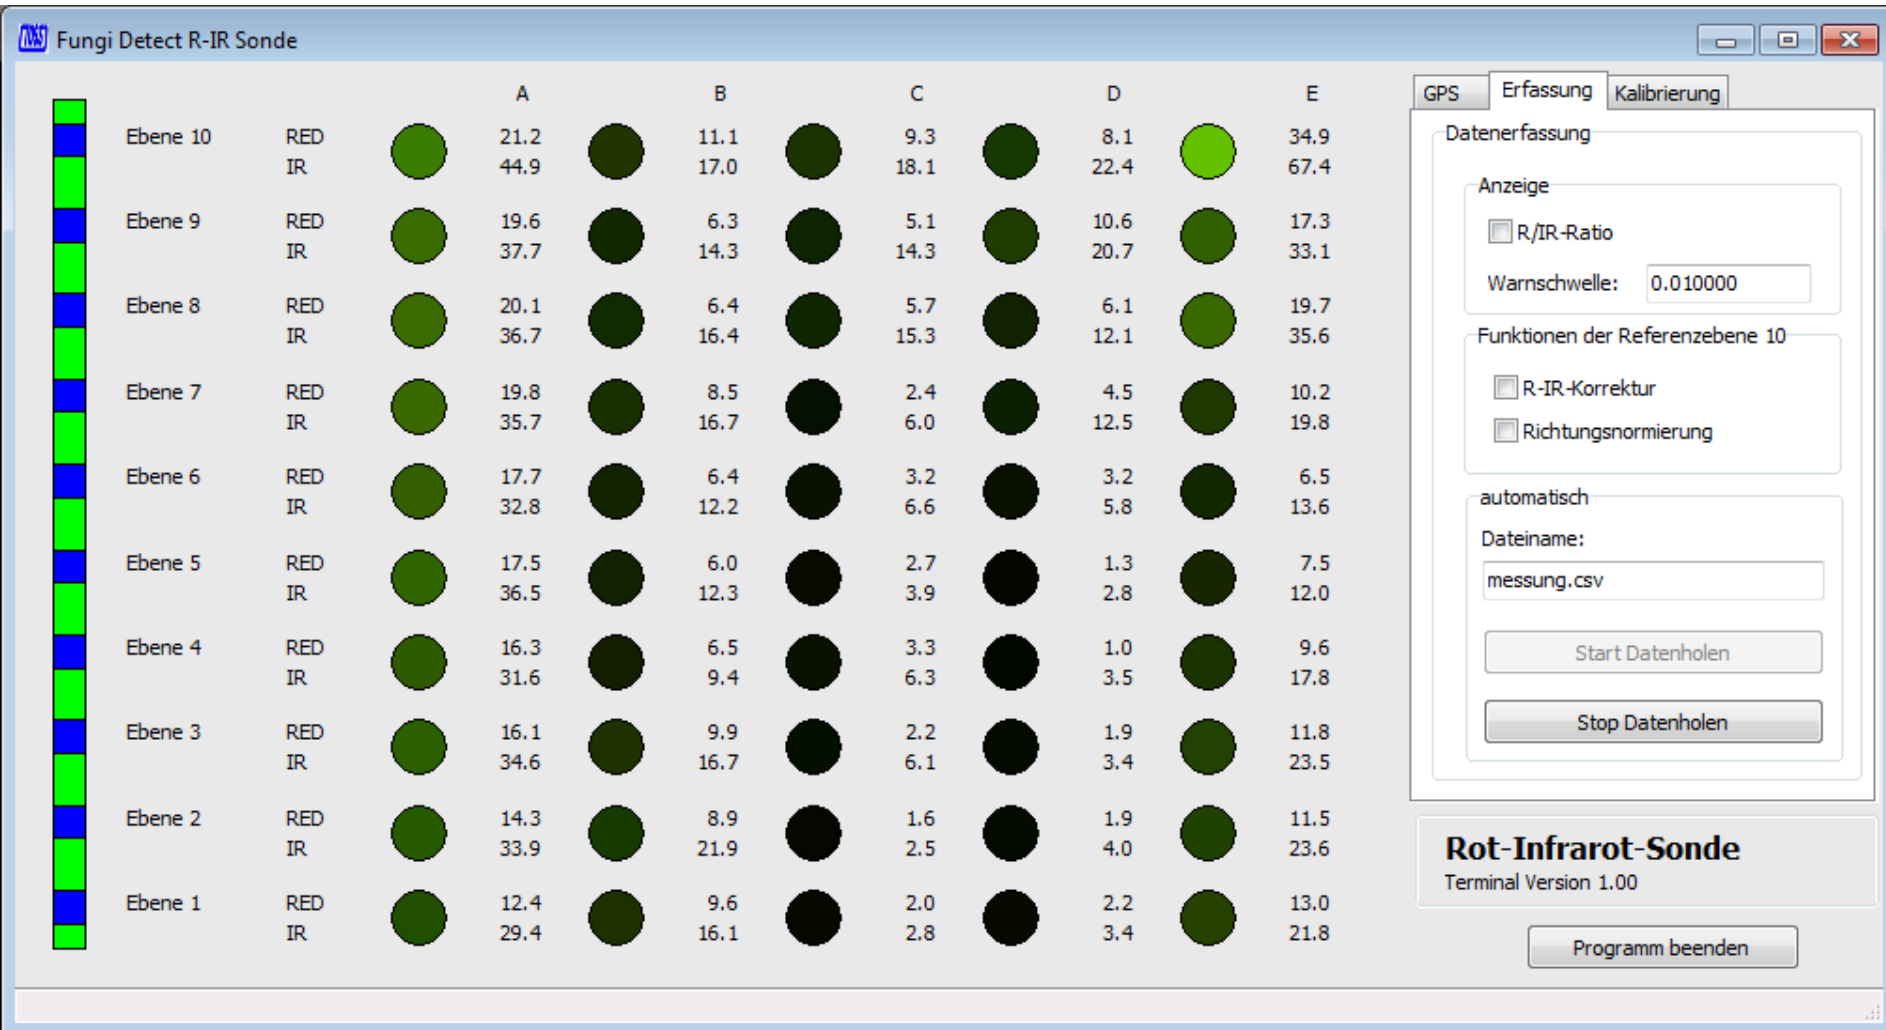 Fungi Detect R-IR Sonde
A B C D E
Ebene 10 RED 21.2 11.1 9.3 8.1 34.9
IR 44.9 17.0 18.1 22.4 67.4
Ebene 9 RED 19.6 6.3 5.1 10.6 17.3
IR 37.7 14.3 14.3 20.7 33.1
Ebene 8 RED 20.1 6.4 5.7 6.1 19.7
IR 36.7 16.4 15.3 12.1 35.6
Ebene 7 RED 19.8 8.5 2.4 4.5 10.2
IR 35.7 16.7 6.0 12.5 19.8
Ebene 6 RED 17.7 6.4 3.2 3.2 6.5
IR 32.8 12.2 6.6 5.8 13.6
Ebene 5 RED 17.5 6.0 2.7 1.3 7.5
IR 36.5 12.3 3.9 2.8 12.0
Ebene 4 RED 16.3 6.5 3.3 1.0 9.6
IR 31.6 9.4 6.3 3.5 17.8
Ebene 3 RED 16.1 9.9 2.2 1.9 11.8
IR 34.6 16.7 6.1 3.4 23.5
Ebene 2 RED 14.3 8.9 1.6 1.9 11.5
IR 33.9 21.9 2.5 4.0 23.6
Ebene 1 RED 12.4 9.6 2.0 2.2 13.0
IR 29.4 16.1 2.8 3.4 21.8
GPS Erfassung Kalibrierung
Datenerfassung
Anzeige
R/IR-Ratio
Warnschwelle: 0.010000
Funktionen der Referenzebene 10
R-IR-Korrektur
Richtungsnormierung
automatisch
Dateiname:
messung.csv
Start Datenholen
Stop Datenholen
Rot-Infrarot-Sonde
Terminal Version 1.00
Programm beenden